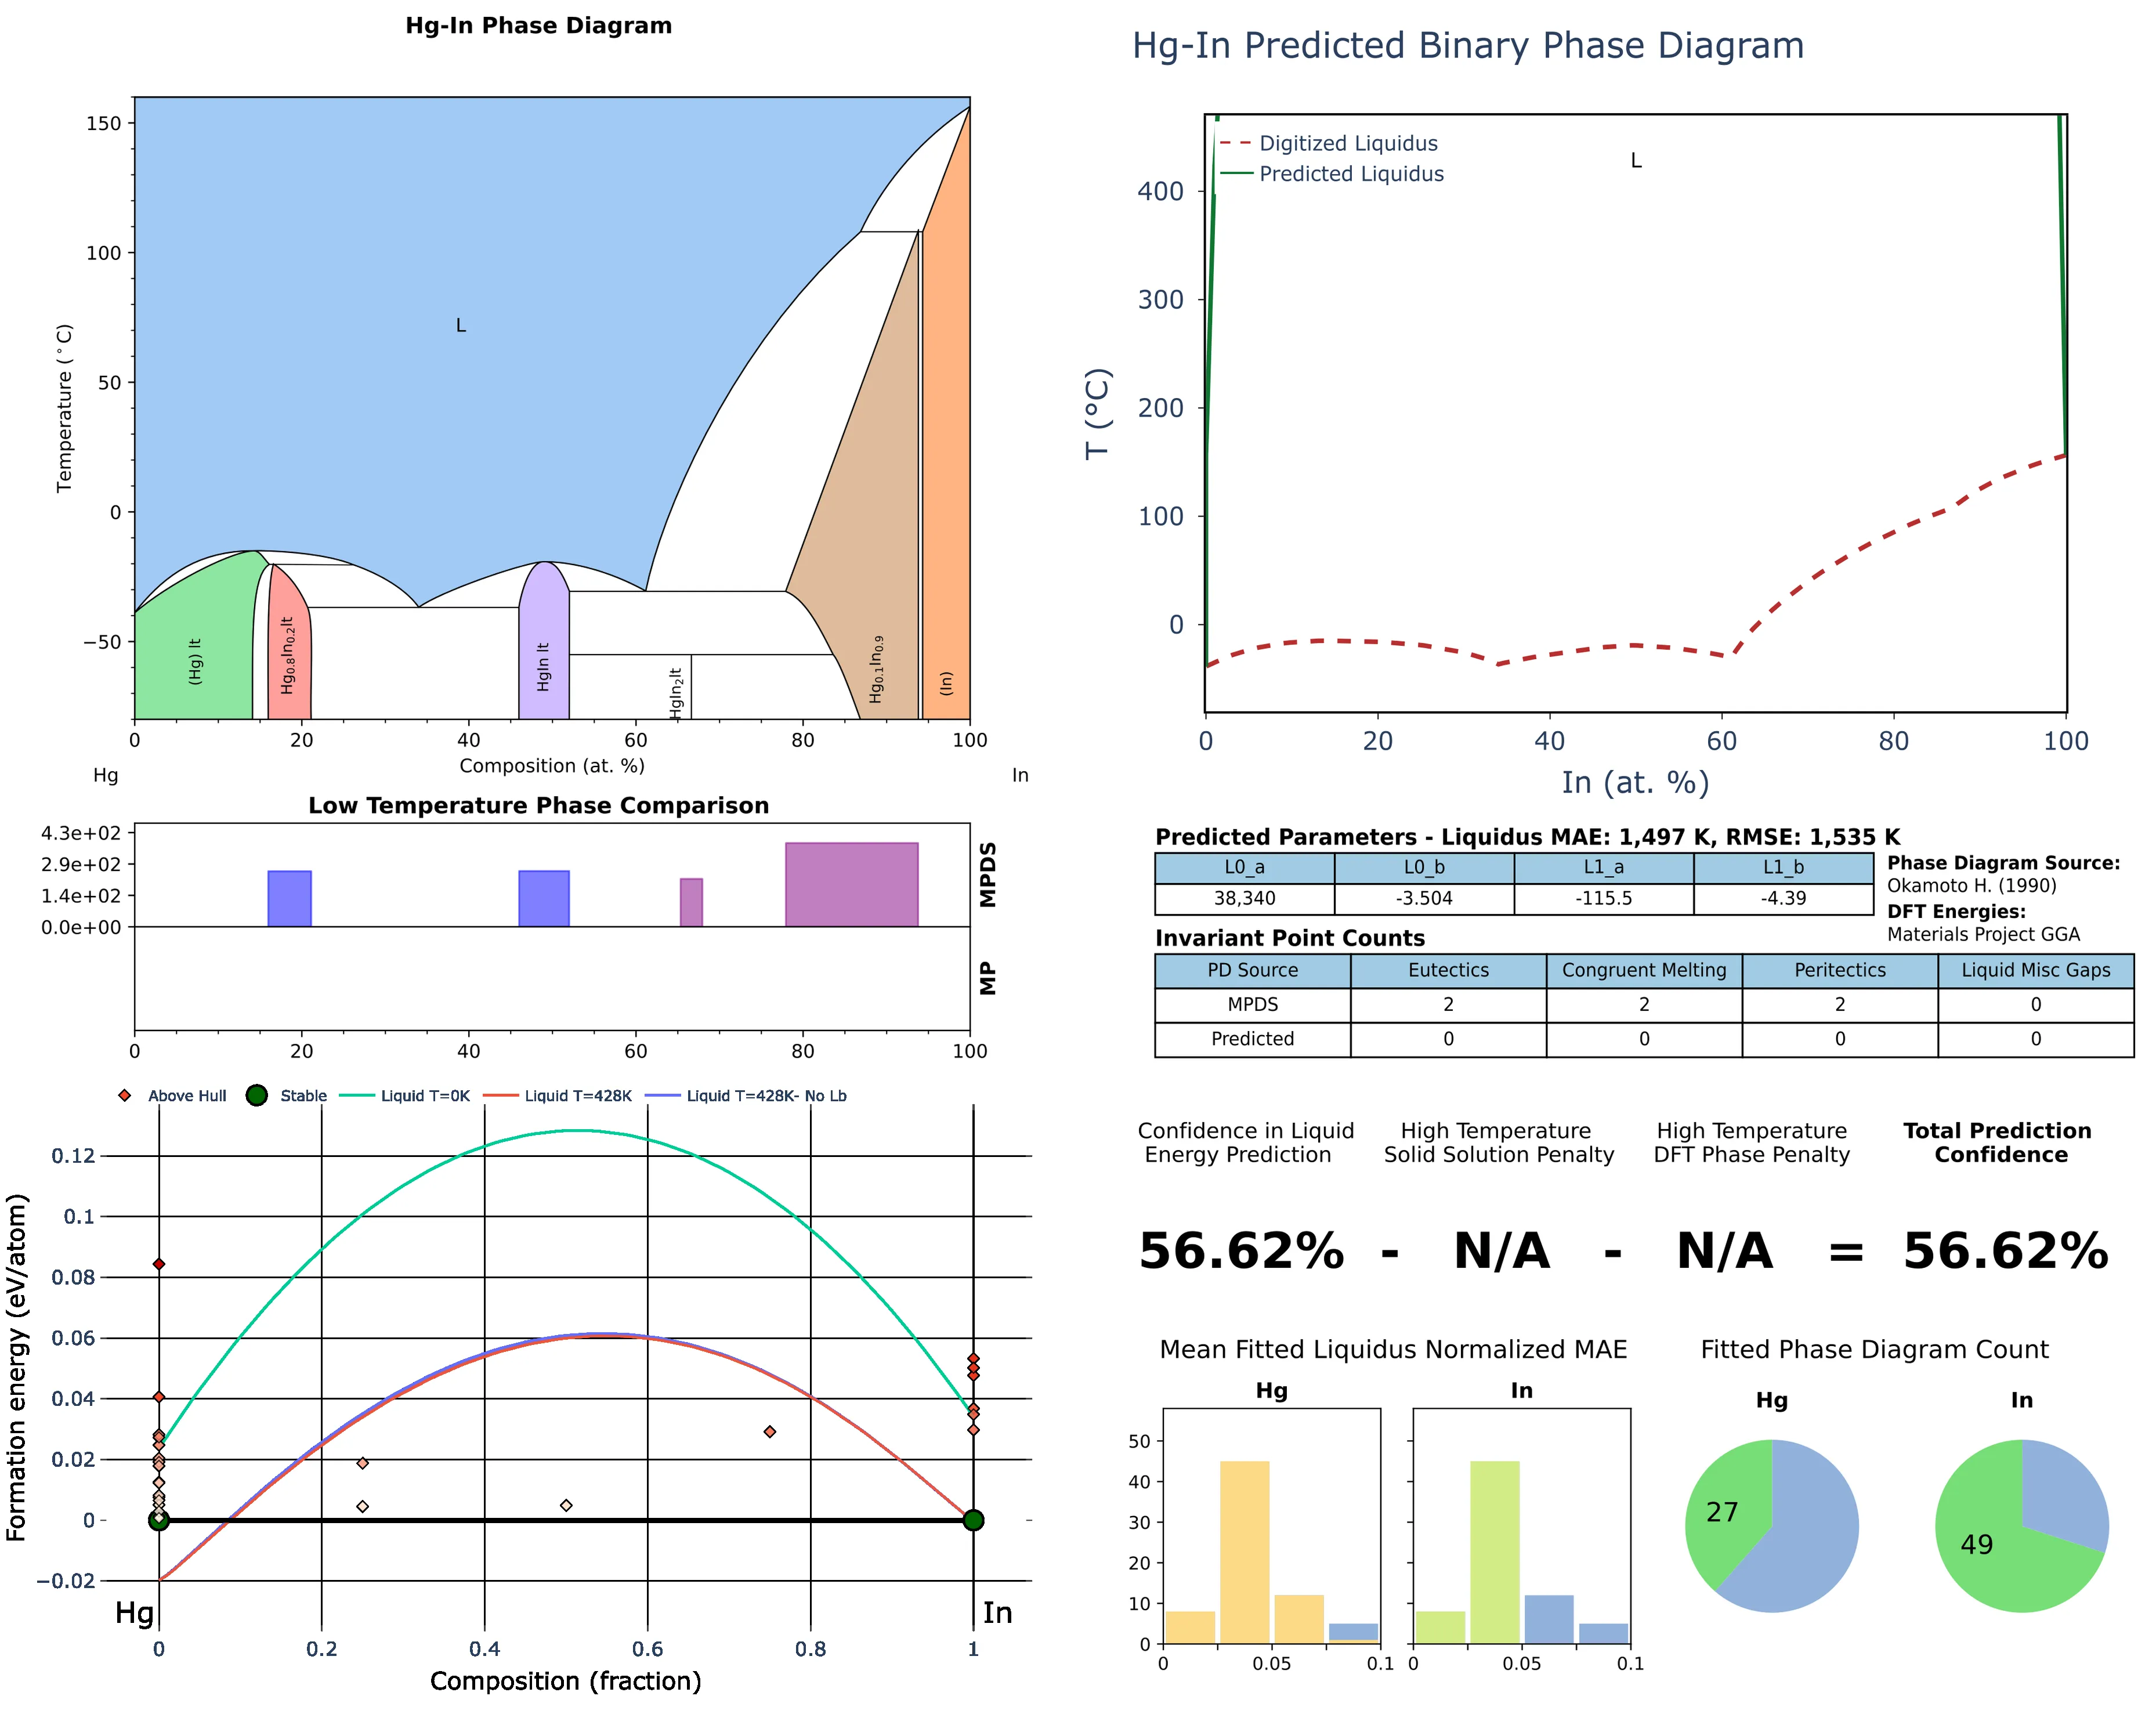 Hg-In Phase Diagram
150
100
50
0
−50
Temperature (°C)
L
(Hg) lt
Hg0.8In0.2lt
HgIn lt
HgIn2lt
Hg0.1In0.9
(In)
0 20 40 60 80 100
Composition (at. %)
Hg In
Low Temperature Phase Comparison
4.3e+02
2.9e+02
1.4e+02
0.0e+00
MPDS
MP
0 20 40 60 80 100
Above Hull Stable Liquid T=0K Liquid T=428K Liquid T=428K- No Lb
0.12
0.1
0.08
0.06
0.04
0.02
0
−0.02
Formation energy (eV/atom)
Hg In
0 0.2 0.4 0.6 0.8 1
Composition (fraction)
Hg-In Predicted Binary Phase Diagram
Digitized Liquidus
Predicted Liquidus
L
400
300
200
100
0
T (°C)
0 20 40 60 80 100
In (at. %)
Predicted Parameters - Liquidus MAE: 1,497 K, RMSE: 1,535 K
L0_a L0_b L1_a L1_b
38,340 -3.504 -115.5 -4.39
Phase Diagram Source:
Okamoto H. (1990)
DFT Energies:
Materials Project GGA
Invariant Point Counts
PD Source Eutectics Congruent Melting Peritectics Liquid Misc Gaps
MPDS 2 2 2 0
Predicted 0 0 0 0
Confidence in Liquid
Energy Prediction
High Temperature
Solid Solution Penalty
High Temperature
DFT Phase Penalty
Total Prediction
Confidence
56.62% - N/A - N/A = 56.62%
Mean Fitted Liquidus Normalized MAE
Hg In
50
40
30
20
10
0
0 0.05 0.1
0 0.05 0.1
Fitted Phase Diagram Count
Hg In
27
49